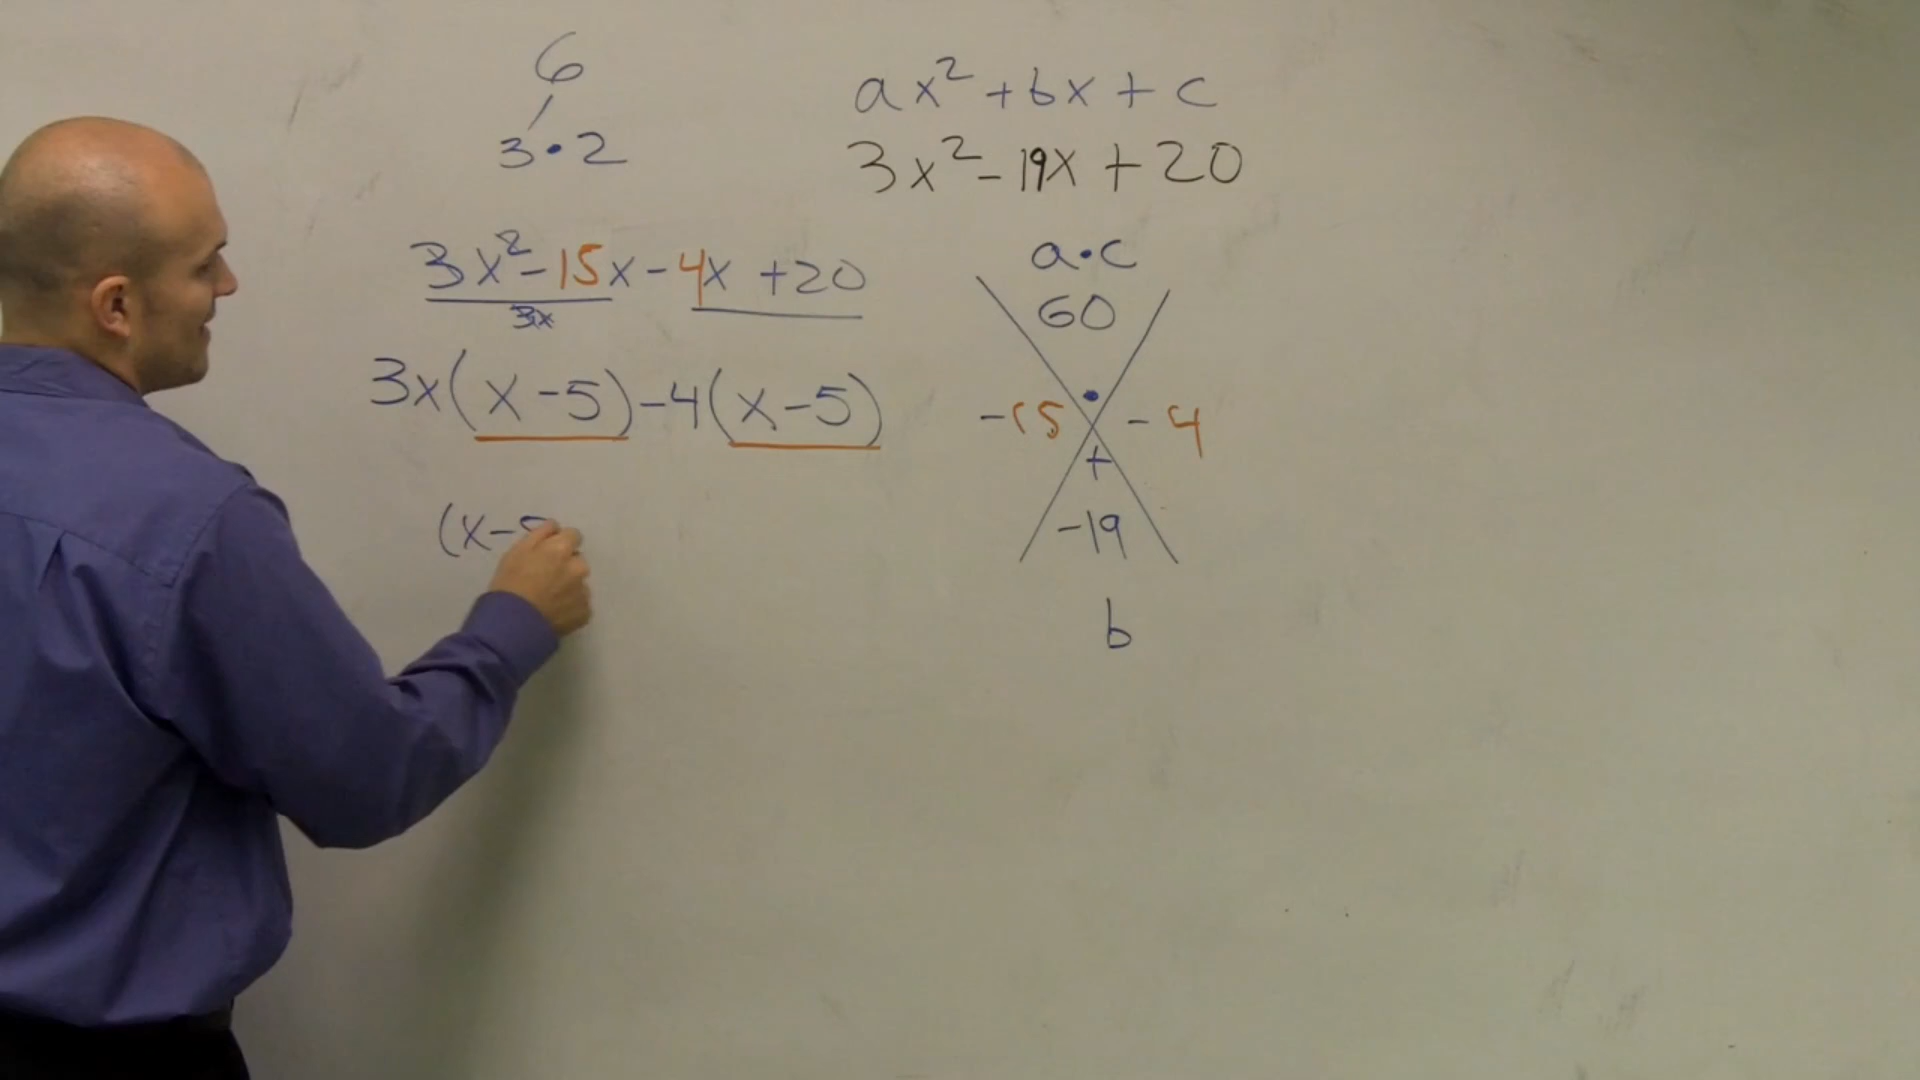 6
3•2
ax²+bx+c
3x²-19x+20
3x²-15x-4x+20
3x
3x(x-5)-4(x-5)
(x-5
a•c
60
•
-15 -4
+
-19
b